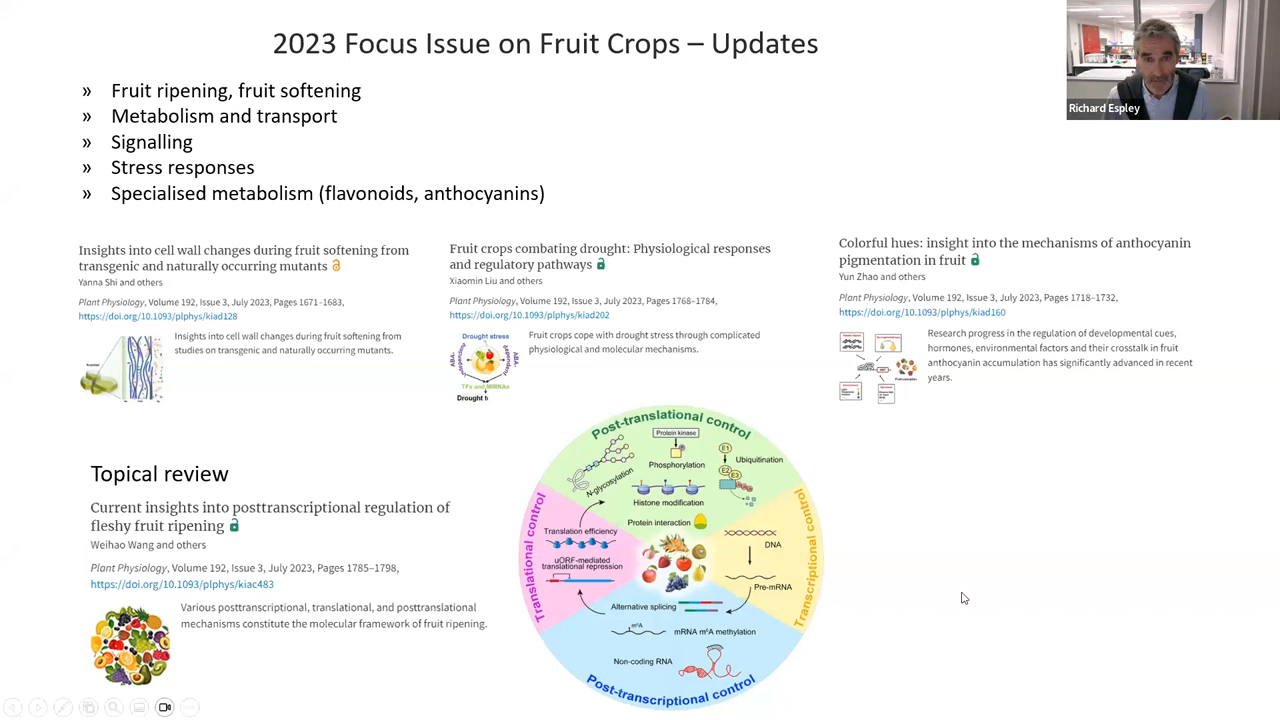 2023 Focus Issue on Fruit Crops – Updates
Richard Espley
» Fruit ripening, fruit softening
» Metabolism and transport
» Signalling
» Stress responses
» Specialised metabolism (flavonoids, anthocyanins)
Insights into cell wall changes during fruit softening from
transgenic and naturally occurring mutants
Yanna Shi and others
Plant Physiology, Volume 192, Issue 3, July 2023, Pages 1671–1683,
https://doi.org/10.1093/plphys/kiad128
Insights into cell wall changes during fruit softening from
studies on transgenic and naturally occurring mutants.
Fruit crops combating drought: Physiological responses
and regulatory pathways
Xiaomin Liu and others
Plant Physiology, Volume 192, Issue 3, July 2023, Pages 1768–1784,
https://doi.org/10.1093/plphys/kiad202
Drought stress
ABA-
ABA-
TFs and MiRNAs
Drought
Fruit crops cope with drought stress through complicated
physiological and molecular mechanisms.
Colorful hues: insight into the mechanisms of anthocyanin
pigmentation in fruit
Yun Zhao and others
Plant Physiology, Volume 192, Issue 3, July 2023, Pages 1718–1732,
https://doi.org/10.1093/plphys/kiad160
Research progress in the regulation of developmental cues,
hormones, environmental factors and their crosstalk in fruit
anthocyanin accumulation has significantly advanced in recent
years.
Topical review
Current insights into posttranscriptional regulation of
fleshy fruit ripening
Weihao Wang and others
Plant Physiology, Volume 192, Issue 3, July 2023, Pages 1785–1798,
https://doi.org/10.1093/plphys/kiac483
Various posttranscriptional, translational, and posttranslational
mechanisms constitute the molecular framework of fruit ripening.
Post-translational control
Protein kinase
P
Phosphorylation
N-glycosylation
E1
E2
E3
Ubiquitination
Histone modification
Protein interaction
Translational control
Translation efficiency
uORF-mediated
translational repression
Transcriptional control
DNA
Pre-mRNA
Alternative splicing
m⁶A
mRNA m⁶A methylation
Non-coding RNA
Post-transcriptional control